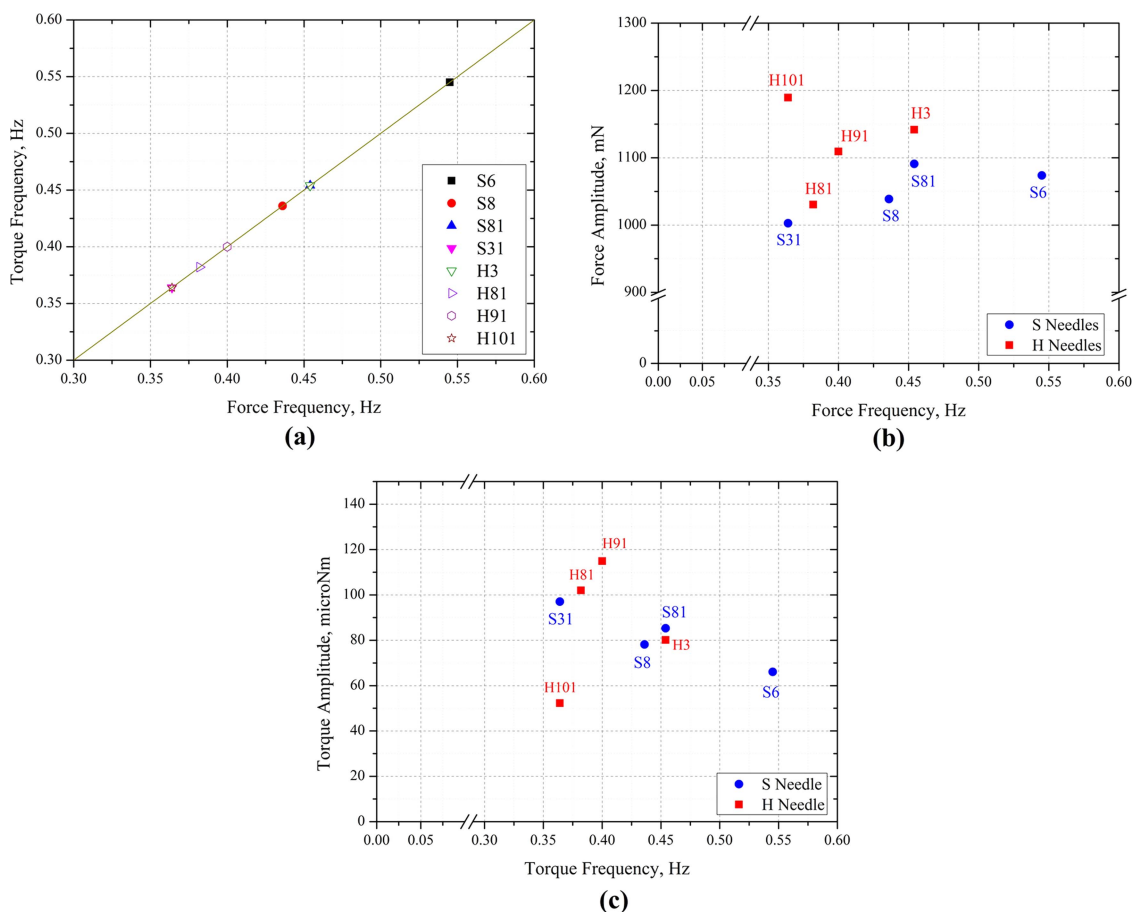 0.60
0.55
0.50
0.45
0.40
0.35
0.30
Torque Frequency, Hz
S6
S8
S81
S31
H3
H81
H91
H101
0.30 0.35 0.40 0.45 0.50 0.55 0.60
Force Frequency, Hz
(a)
1300
1200
1100
1000
900
0
Force Amplitude, mN
H101
H3
H91
S81
S6
H81
S8
S31
S Needles
H Needles
0.00 0.05 0.35 0.40 0.45 0.50 0.55 0.60
Force Frequency, Hz
(b)
140
120
100
80
60
40
20
0
Torque Amplitude, microNm
H91
H81
S31
S81
H3
S8
H101
S6
S Needle
H Needle
0.00 0.05 0.30 0.35 0.40 0.45 0.50 0.55 0.60
Torque Frequency, Hz
(c)